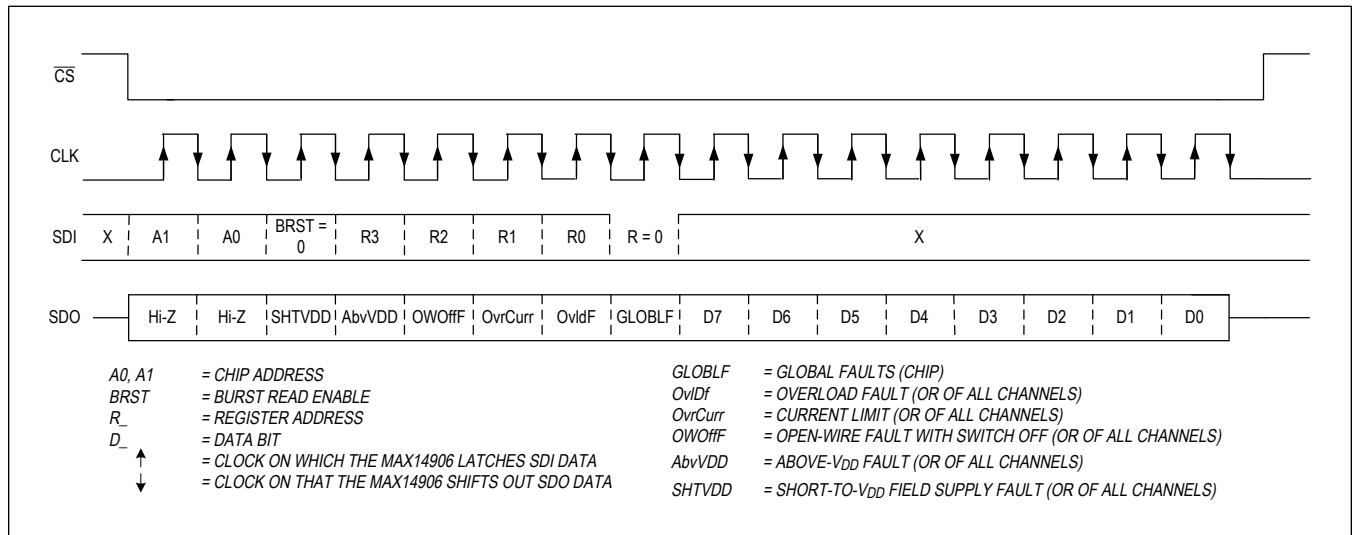 CS
CLK
SDI X A1 A0 BRST = 0 R3 R2 R1 R0 R = 0 X
SDO Hi-Z Hi-Z SHTVDD AbvVDD OWOffF OvrCurr OvldF GLOBLF D7 D6 D5 D4 D3 D2 D1 D0
A0, A1 = CHIP ADDRESS
BRST = BURST READ ENABLE
R_ = REGISTER ADDRESS
D_ = DATA BIT
↑ = CLOCK ON WHICH THE MAX14906 LATCHES SDI DATA
↓ = CLOCK ON THAT THE MAX14906 SHIFTS OUT SDO DATA
GLOBLF = GLOBAL FAULTS (CHIP)
OvlDf = OVERLOAD FAULT (OR OF ALL CHANNELS)
OvrCurr = CURRENT LIMIT (OR OF ALL CHANNELS)
OWOffF = OPEN-WIRE FAULT WITH SWITCH OFF (OR OF ALL CHANNELS)
AbvVDD = ABOVE-VDD FAULT (OR OF ALL CHANNELS)
SHTVDD = SHORT-TO-VDD FIELD SUPPLY FAULT (OR OF ALL CHANNELS)